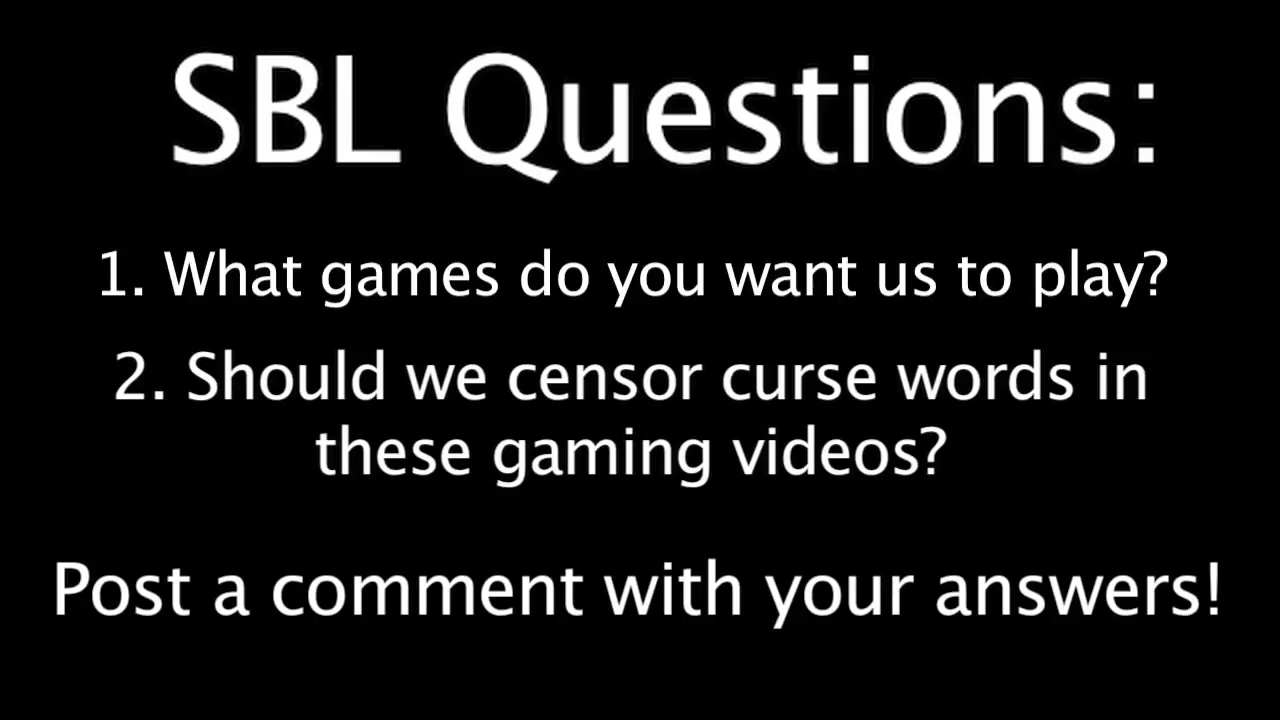 SBL Questions:
1. What games do you want us to play?
2. Should we censor curse words in
these gaming videos?
Post a comment with your answers!